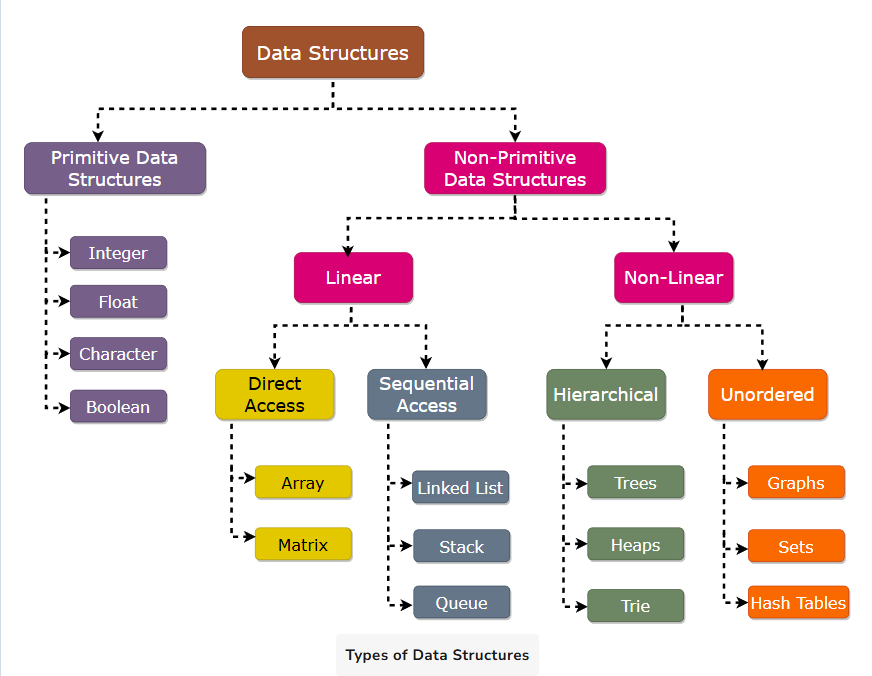 Data Structures
Primitive Data
Structures
Non-Primitive
Data Structures
Integer
Float
Character
Boolean
Linear
Non-Linear
Direct
Access
Sequential
Access
Hierarchical
Unordered
Array
Matrix
Linked List
Stack
Queue
Trees
Heaps
Trie
Graphs
Sets
Hash Tables
Types of Data Structures